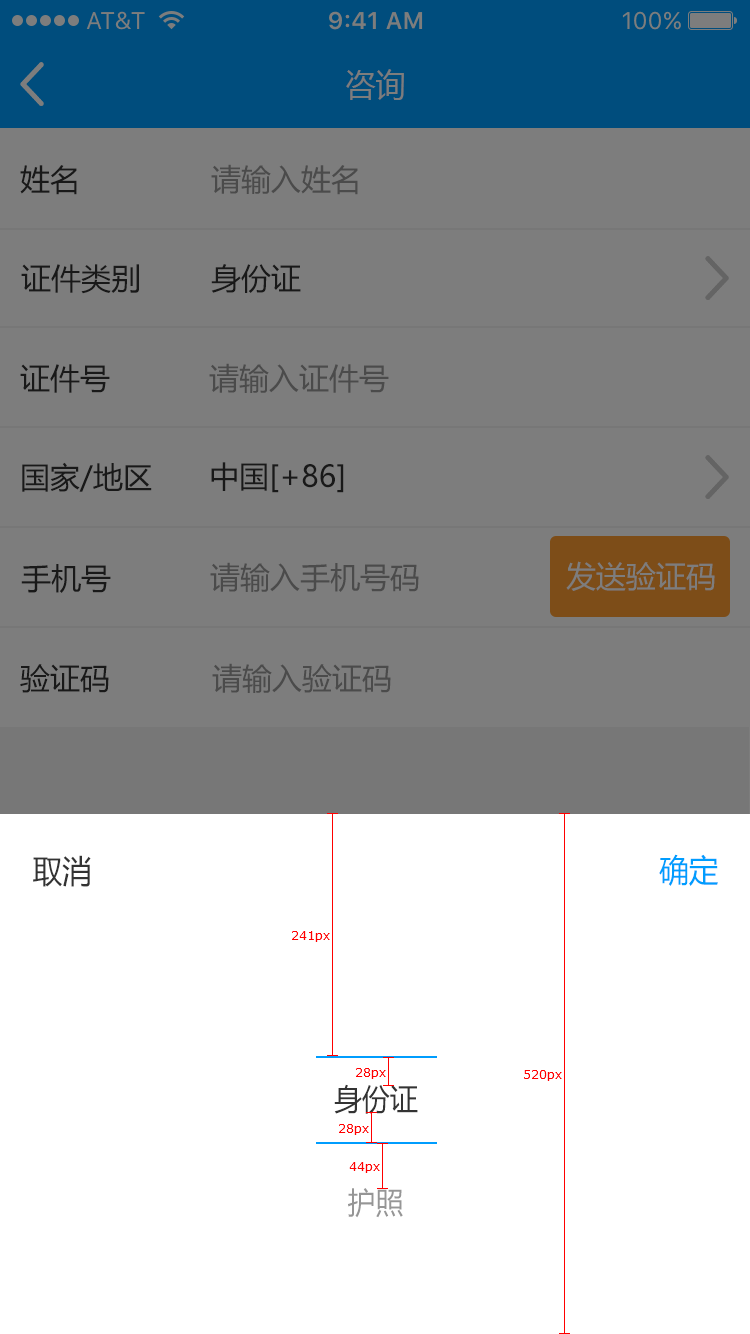 AT&T 9:41 AM 100%
咨询
姓名 请输入姓名
证件类别 身份证
证件号 请输入证件号
国家/地区 中国[+86]
手机号 请输入手机号码 发送验证码
验证码 请输入验证码
取消 确定
241px
28px
520px
身份证
28px
44px
护照